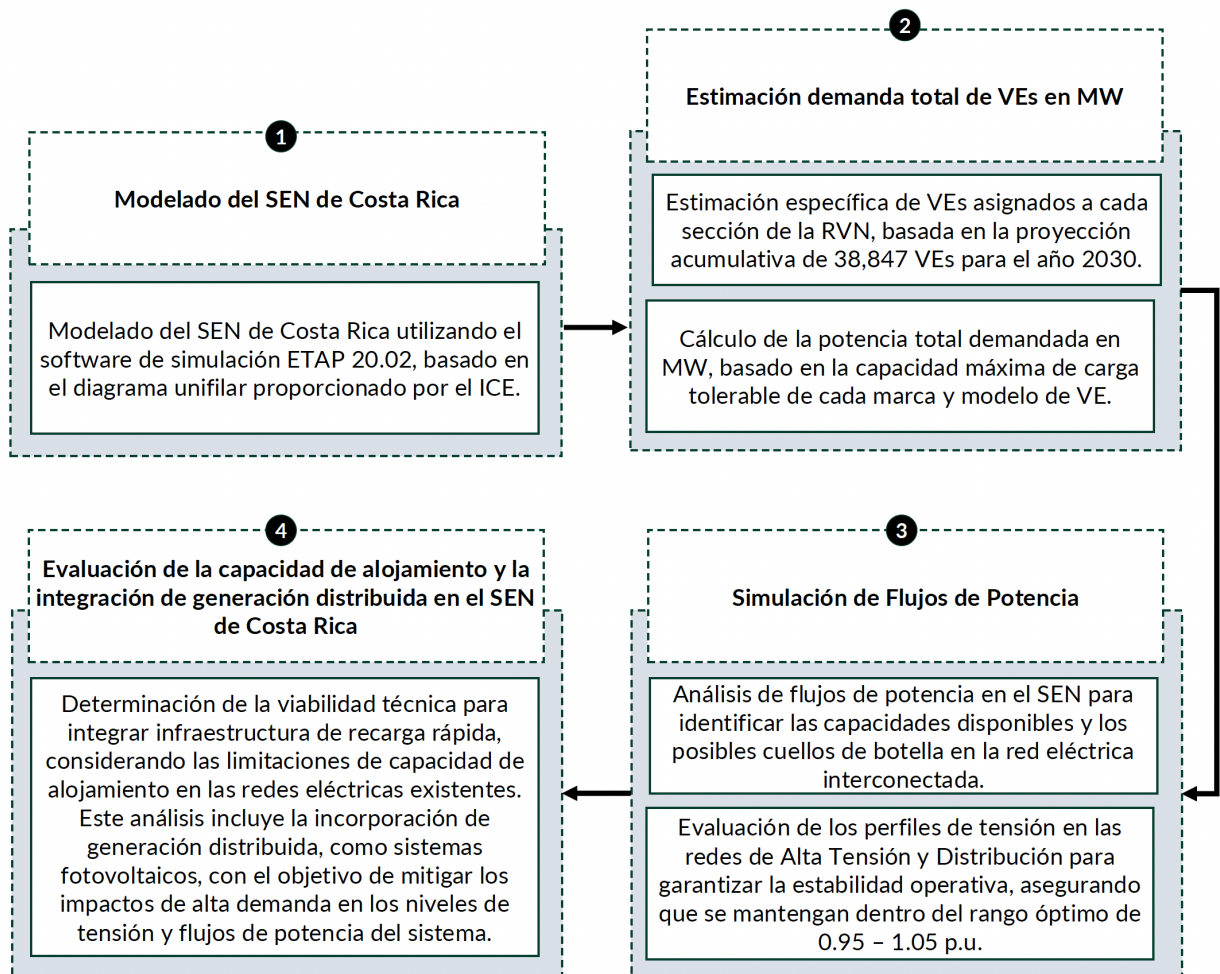 1
Modelado del SEN de Costa Rica
Modelado del SEN de Costa Rica utilizando el
software de simulación ETAP 20.02, basado en
el diagrama unifilar proporcionado por el ICE.
2
Estimación demanda total de VEs en MW
Estimación específica de VEs asignados a cada
sección de la RVN, basada en la proyección
acumulativa de 38,847 VEs para el año 2030.
Cálculo de la potencia total demandada en
MW, basado en la capacidad máxima de carga
tolerable de cada marca y modelo de VE.
3
Simulación de Flujos de Potencia
Análisis de flujos de potencia en el SEN para
identificar las capacidades disponibles y los
posibles cuellos de botella en la red eléctrica
interconectada.
Evaluación de los perfiles de tensión en las
redes de Alta Tensión y Distribución para
garantizar la estabilidad operativa, asegurando
que se mantengan dentro del rango óptimo de
0.95 – 1.05 p.u.
4
Evaluación de la capacidad de alojamiento y la
integración de generación distribuida en el SEN
de Costa Rica
Determinación de la viabilidad técnica para
integrar infraestructura de recarga rápida,
considerando las limitaciones de capacidad de
alojamiento en las redes eléctricas existentes.
Este análisis incluye la incorporación de
generación distribuida, como sistemas
fotovoltaicos, con el objetivo de mitigar los
impactos de alta demanda en los niveles de
tensión y flujos de potencia del sistema.